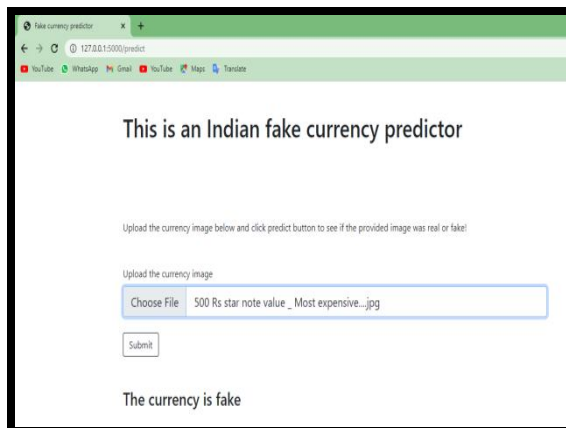 Fake currency predictor
127.0.0.1:5000/predict
YouTube WhatsApp Gmail YouTube Maps Translate
This is an Indian fake currency predictor
Upload the currency image below and click predict button to see if the provided image was real or fake!
Upload the currency image
Choose File 500 Rs star note value _ Most expensive....jpg
Submit
The currency is fake